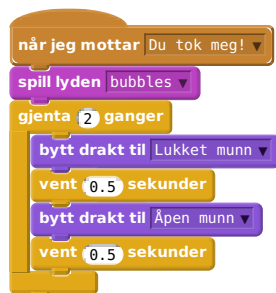 når jeg mottar Du tok meg!
spill lyden bubbles
gjenta 2 ganger
bytt drakt til Lukket munn
vent 0.5 sekunder
bytt drakt til Åpen munn
vent 0.5 sekunder